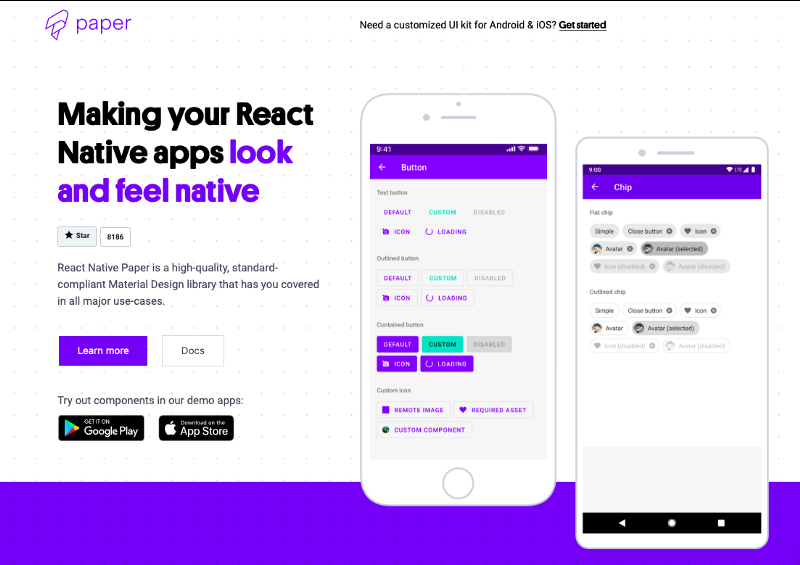 paper
Need a customized UI kit for Android & iOS? Get started
Making your React
Native apps look
and feel native
Star 8186
React Native Paper is a high-quality, standard-
compliant Material Design library that has you covered
in all major use-cases.
Learn more Docs
Try out components in our demo apps:
GET IT ON
Google Play
Download on the
App Store
9:41
Button
Text button
DEFAULT CUSTOM DISABLED
ICON LOADING
Outlined button
DEFAULT CUSTOM DISABLED
ICON LOADING
Contained button
DEFAULT CUSTOM DISABLED
ICON LOADING
Custom icon
REMOTE IMAGE REQUIRED ASSET
CUSTOM COMPONENT
9:00 LTE
Chip
Flat chip
Simple Close button Icon
Avatar Avatar (selected)
Icon (disabled) Avatar (disabled)
Outlined chip
Simple Close button Icon
Avatar Avatar (selected)
Icon (disabled) Avatar (disabled)